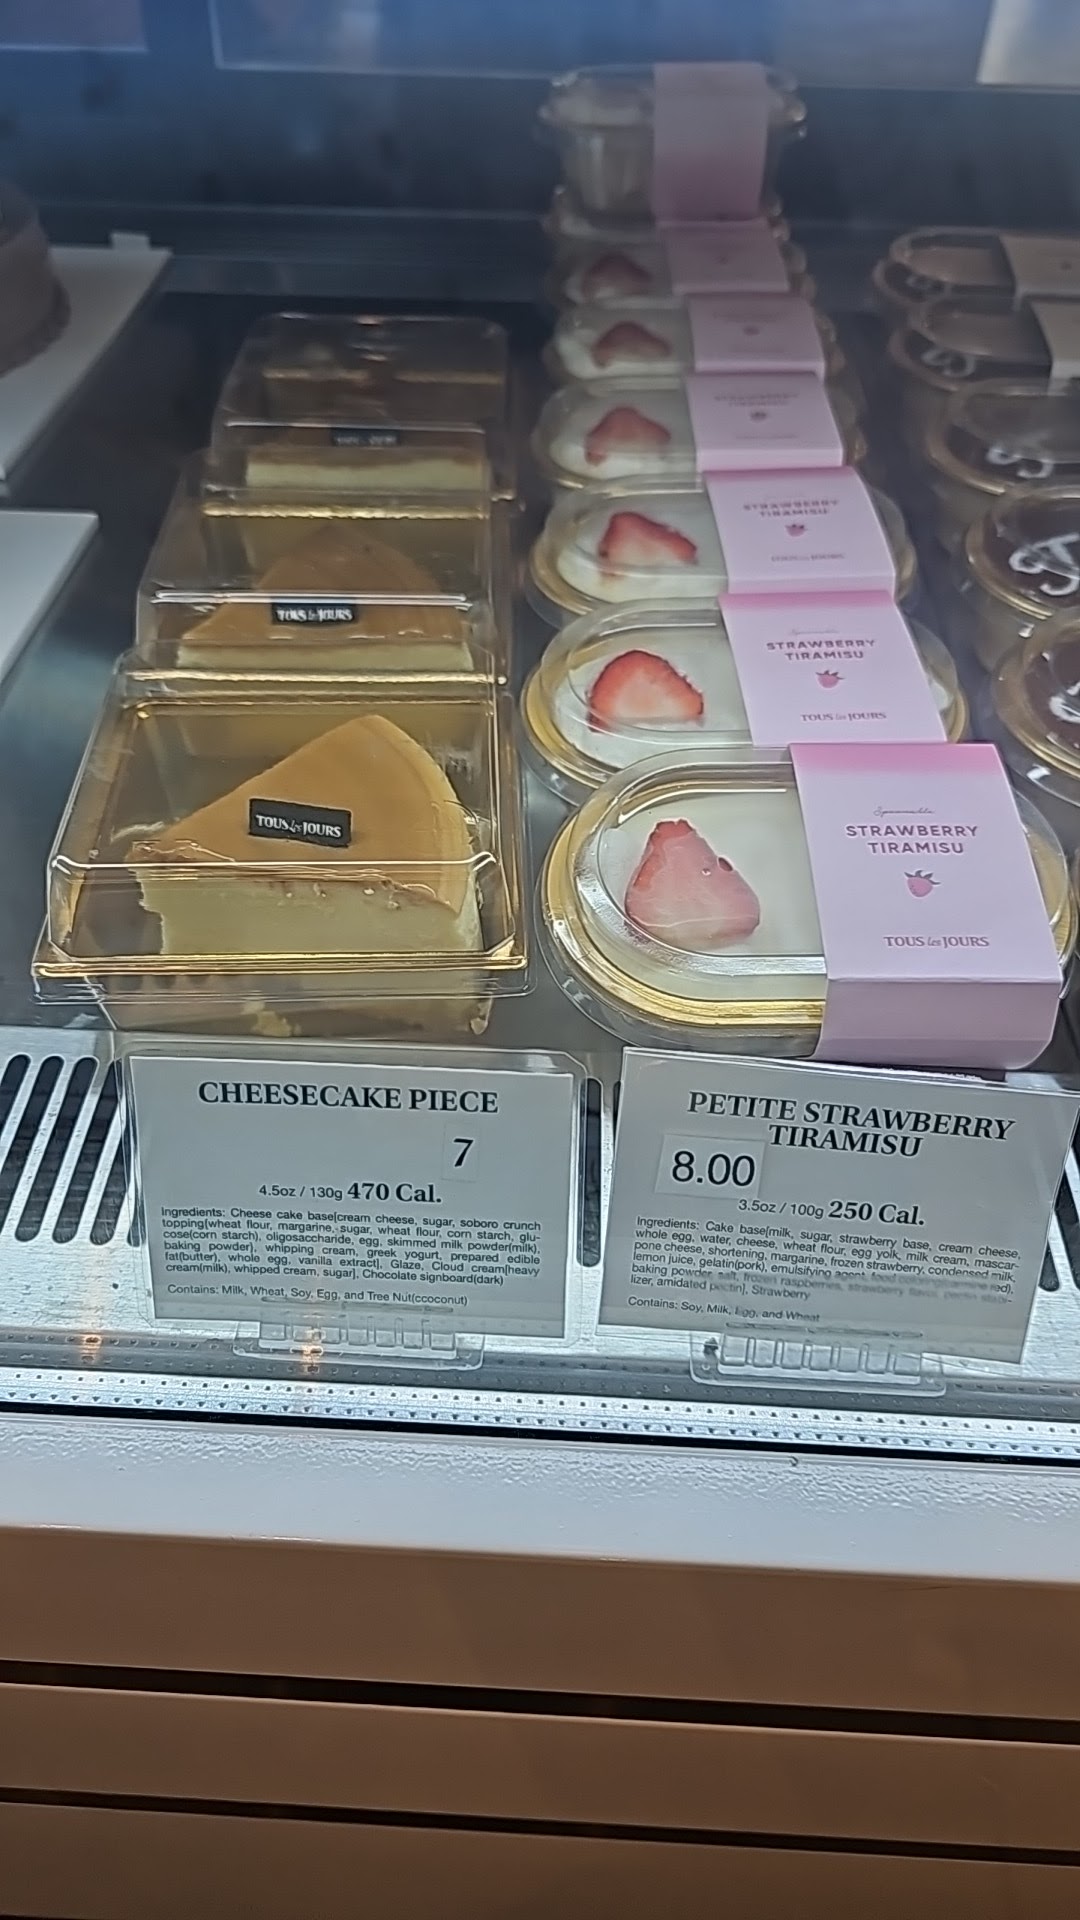 TOUS les JOURS
TOUS les JOURS
STRAWBERRY
TIRAMISU
TOUS les JOURS
STRAWBERRY
TIRAMISU
TOUS les JOURS
STRAWBERRY
TIRAMISU
TOUS les JOURS
CHEESECAKE PIECE
7
4.5oz / 130g 470 Cal.
Ingredients: Cheese cake base[cream cheese, sugar, soboro crunch
topping[wheat flour, margarine, sugar, wheat flour, corn starch, glu-
cose(corn starch), oligosaccharide, egg, skimmed milk powder(milk),
baking powder), whipping cream, greek yogurt, prepared edible
fat(butter), whole egg, vanilla extract], Glaze, Cloud cream[heavy
cream(milk), whipped cream, sugar], Chocolate signboard(dark)
Contains: Milk, Wheat, Soy, Egg, and Tree Nut(ccoconut)
PETITE STRAWBERRY
TIRAMISU
8.00
3.5oz / 100g 250 Cal.
Ingredients: Cake base[milk, sugar, strawberry base, cream cheese,
whole egg, water, cheese, wheat flour, egg yolk, milk cream, mascar-
pone cheese, shortening, margarine, frozen strawberry, condensed milk,
lemon juice, gelatin(pork), emulsifying agent, food red),
baking powder, salt, frozen raspberries, strawberry flavor, pectin stabi-
lizer, amidated pectin], Strawberry
Contains: Soy, Milk, Egg, and Wheat